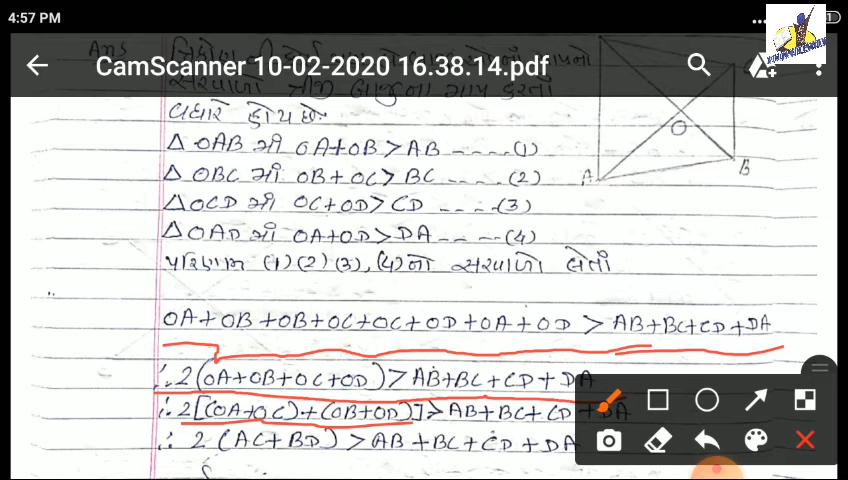 4:57 PM
CamScanner 10-02-2020 16.38.14.pdf
Ans
વધારે હોય છે.
△ OAB માં OA+OB > AB ----- (1)
△ OBC માં OB+OC > BC ----- (2)
△OCD માં OC+OD > CD ---- (3)
△OAD માં OA+OD > DA ----- (4)
પરિણામ (1) (2) (3), (4)નો સરવાળો લેતાં
OA+OB+OB+OC+OC+OD+OA+OD > AB+BC+CD+DA
∴ 2(OA+OB+OC+OD) > AB+BC+CD+DA
∴ 2[(OA+OC)+(OB+OD)] > AB+BC+CD+DA
∴ 2 (AC+BD) > AB+BC+CD+DA
O
A
B